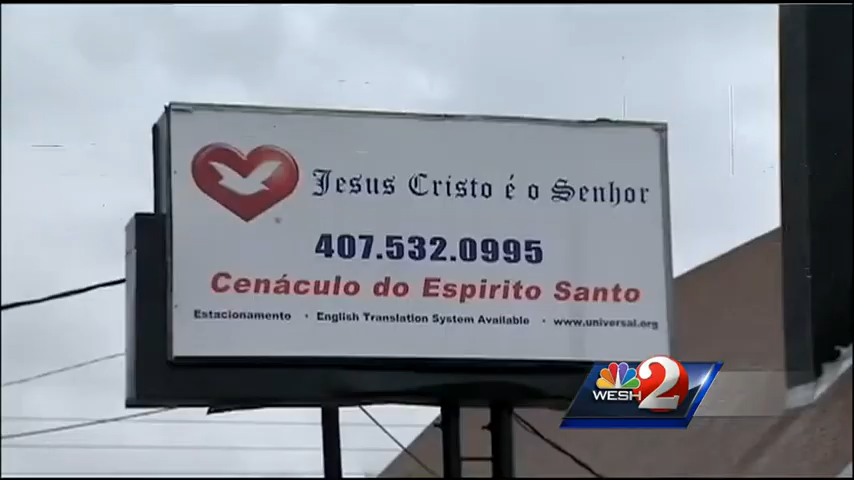 Jesus Cristo é o Senhor
407.532.0995
Cenáculo do Espirito Santo
Estacionamento · English Translation System Available · www.universal.org
WESH 2